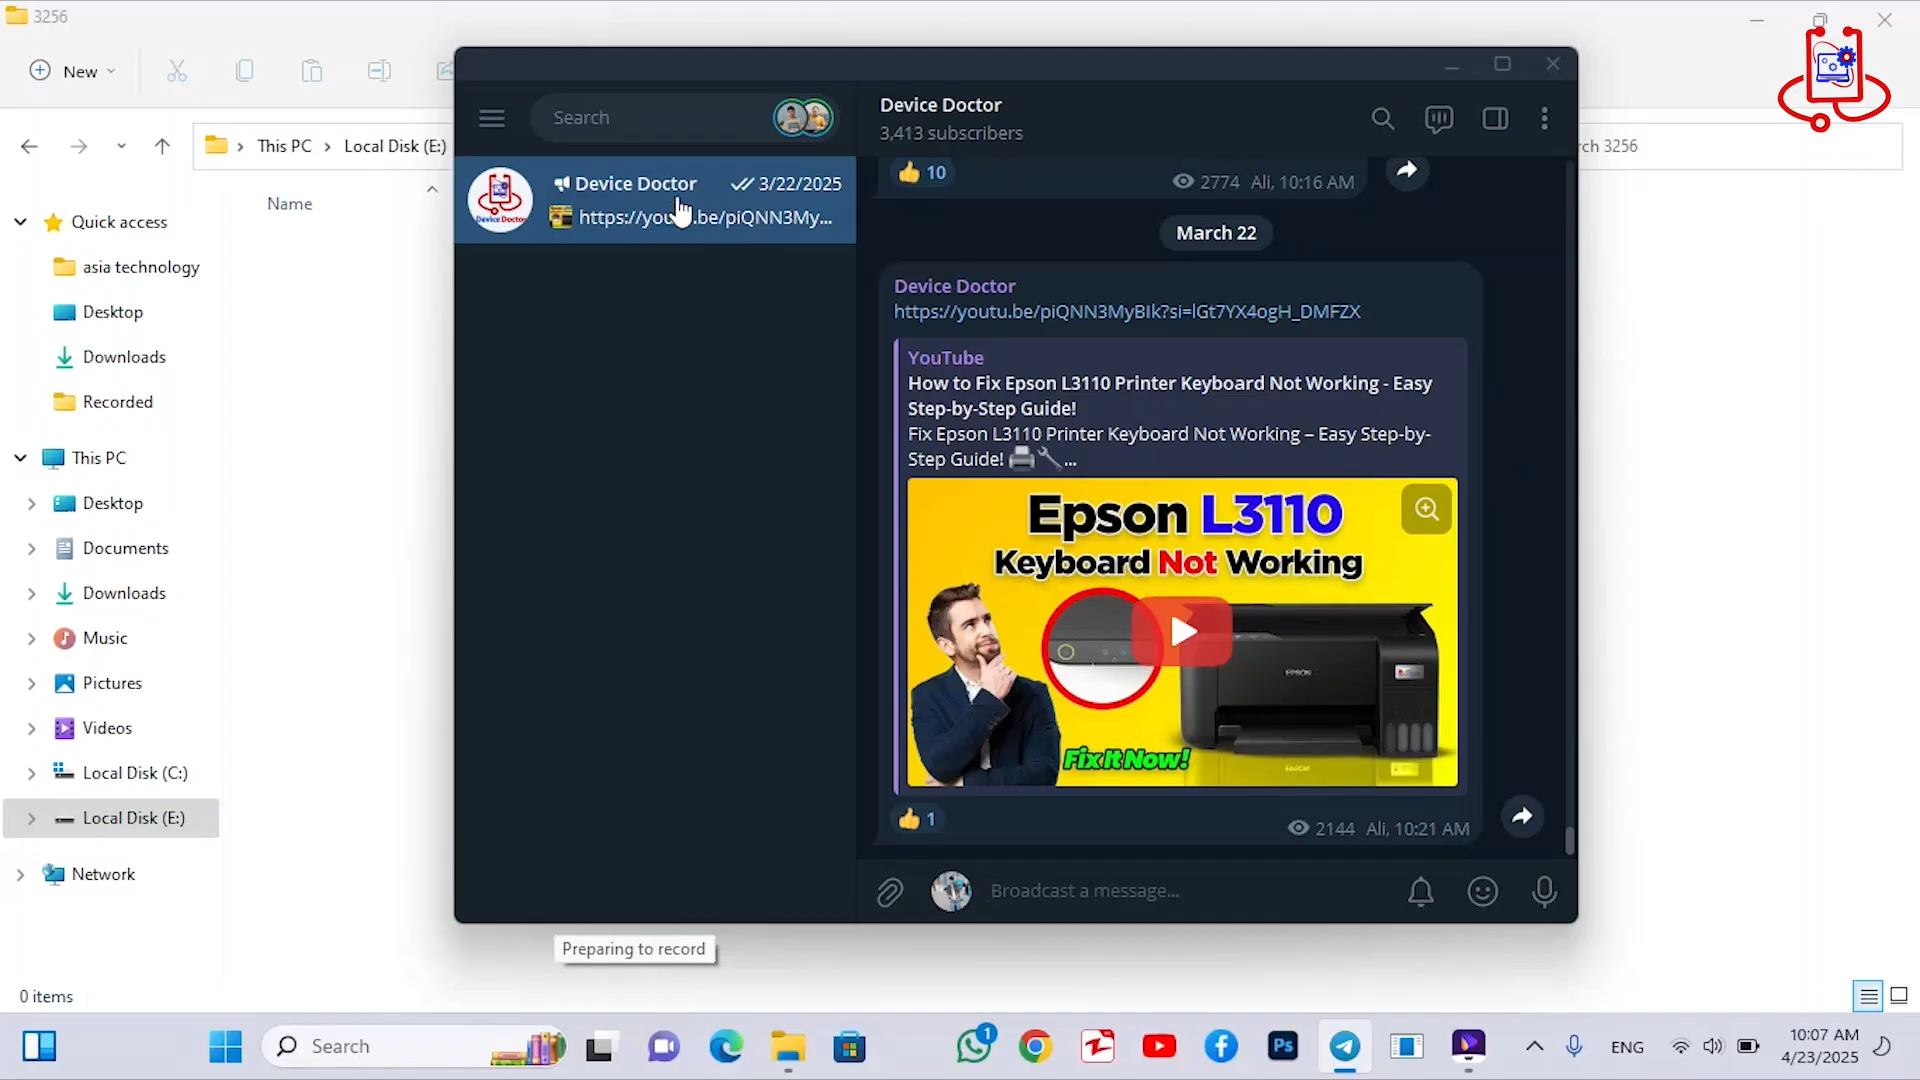 3256
New
This PC
Local Disk (E:)
rch 3256
Name
Quick access
asia technology
Desktop
Downloads
Recorded
This PC
Desktop
Documents
Downloads
Music
Pictures
Videos
Local Disk (C:)
Local Disk (E:)
Network
0 items
Search
Device Doctor
3,413 subscribers
Device Doctor
3/22/2025
https://you be/piQNN3My...
Device Doctor
10
2774 Ali, 10:16 AM
March 22
Device Doctor
https://youtu.be/piQNN3MyBIk?si=lGt7YX4ogH_DMFZX
YouTube
How to Fix Epson L3110 Printer Keyboard Not Working - Easy
Step-by-Step Guide!
Fix Epson L3110 Printer Keyboard Not Working – Easy Step-by-
Step Guide! 🖨️🔧...
Epson L3110
Keyboard Not Working
EPSON
Fix It Now!
1
2144 Ali, 10:21 AM
Broadcast a message...
Preparing to record
Search
1
Ps
ENG
10:07 AM
4/23/2025